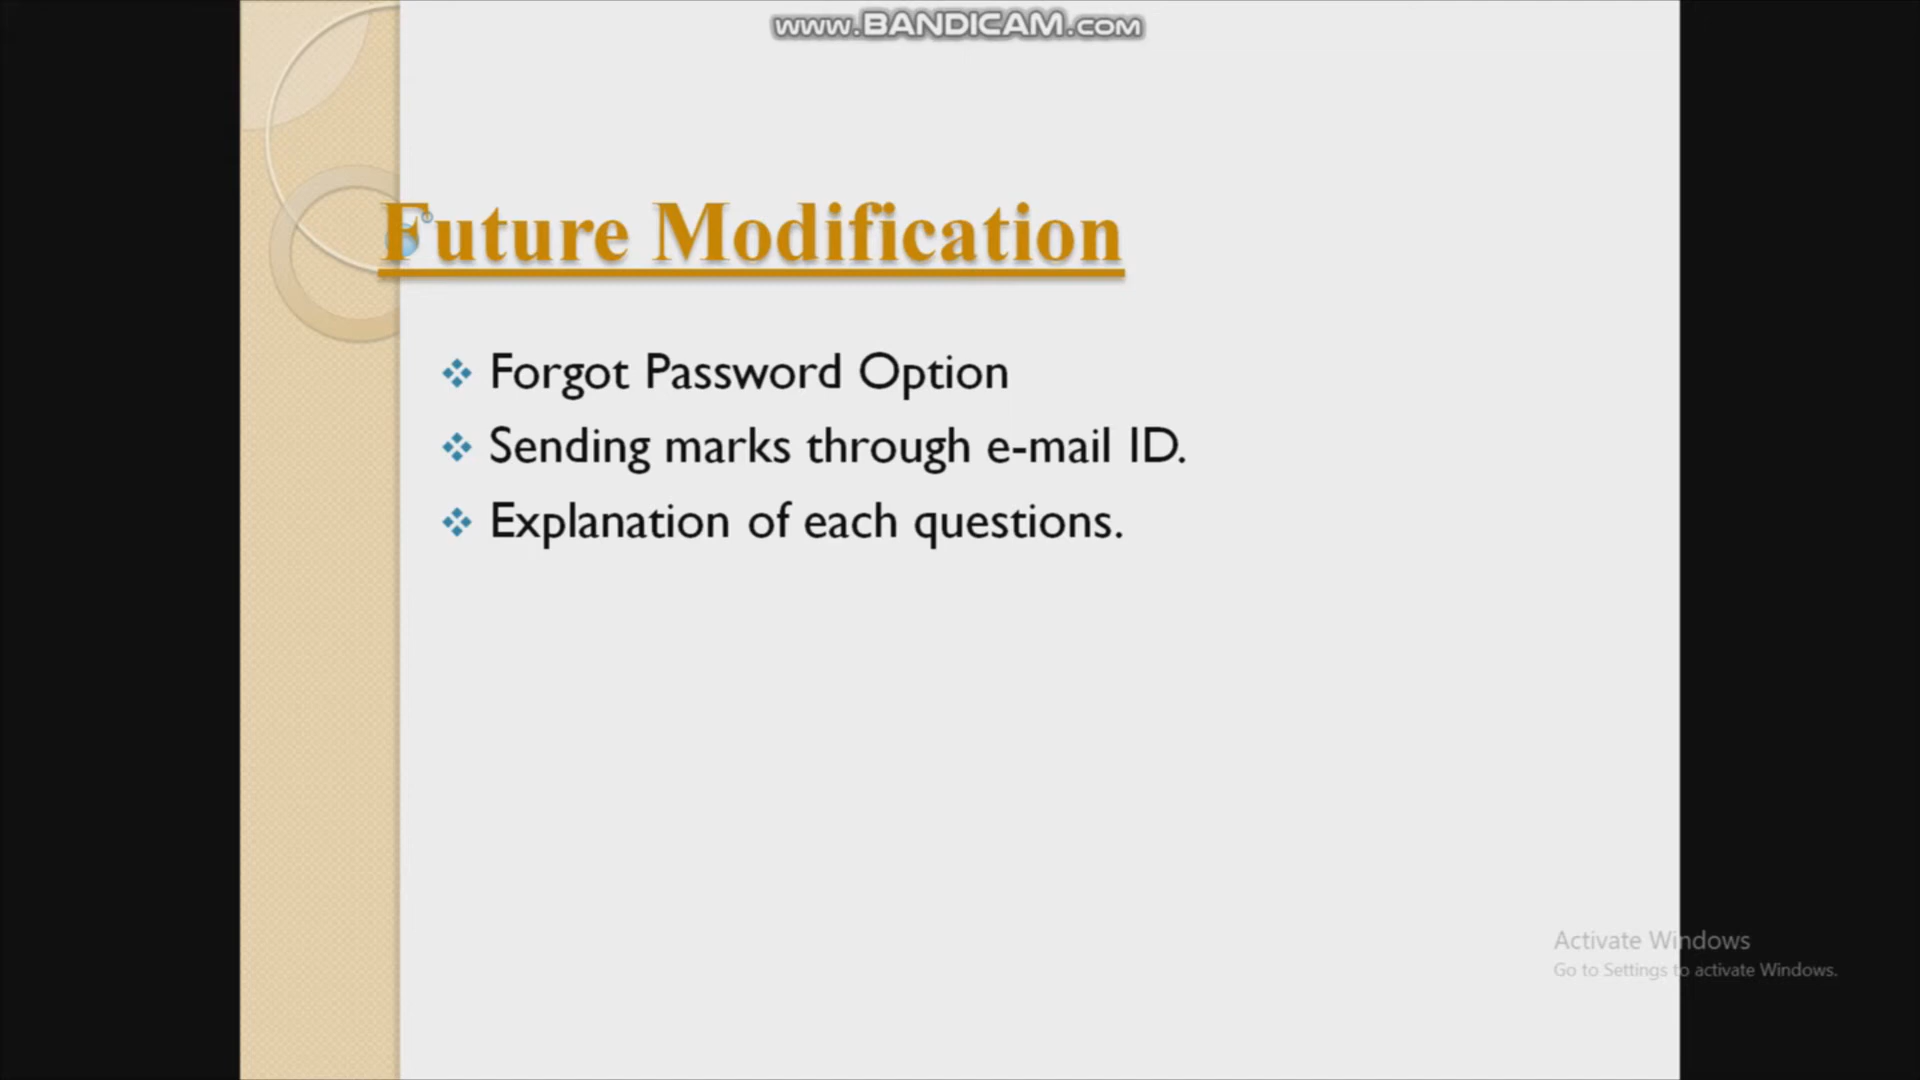 www.BANDICAM.com
Future Modification
Forgot Password Option
Sending marks through e-mail ID.
Explanation of each questions.
Activate Windows
Go to Settings to activate Windows.